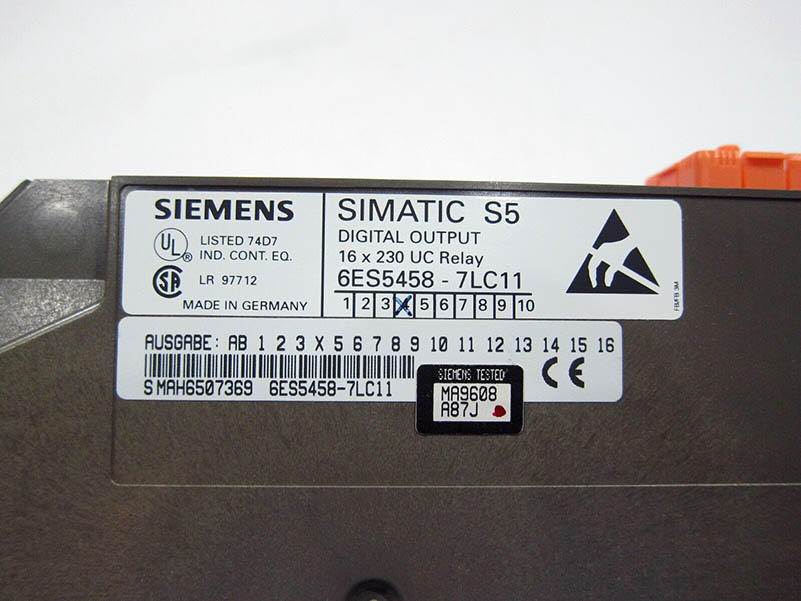 SIEMENS
UL ®
LISTED 74D7
IND. CONT. EQ.
SA
LR 97712
MADE IN GERMANY
SIMATIC S5
DIGITAL OUTPUT
16 x 230 UC Relay
6ES5458 - 7LC11
1 2 3 X 5 6 7 8 9 10
AUSGABE: AB 1 2 3 X 5 6 7 8 9 10 11 12 13 14 15 16
S MAH6507369 6ES5458-7LC11
CE
SIEMENS TESTED
MA9608
A87J